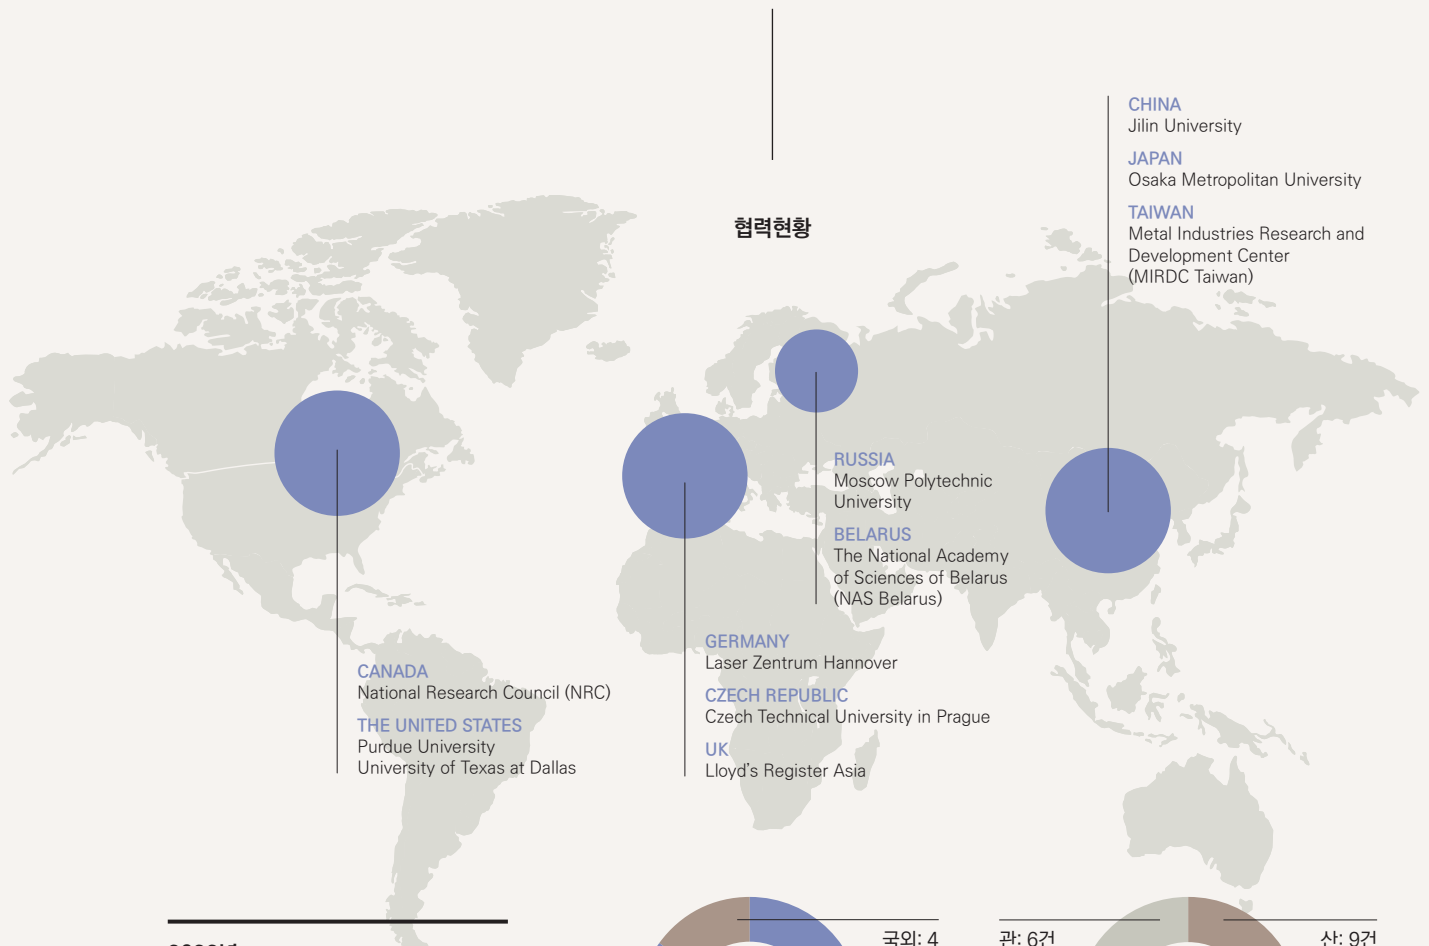 협력현황
CHINA
Jilin University
JAPAN
Osaka Metropolitan University
TAIWAN
Metal Industries Research and
Development Center
(MIRDC Taiwan)
RUSSIA
Moscow Polytechnic
University
BELARUS
The National Academy
of Sciences of Belarus
(NAS Belarus)
GERMANY
Laser Zentrum Hannover
CZECH REPUBLIC
Czech Technical University in Prague
UK
Lloyd’s Register Asia
CANADA
National Research Council (NRC)
THE UNITED STATES
Purdue University
University of Texas at Dallas
국외: 4
관: 6건
산: 9건